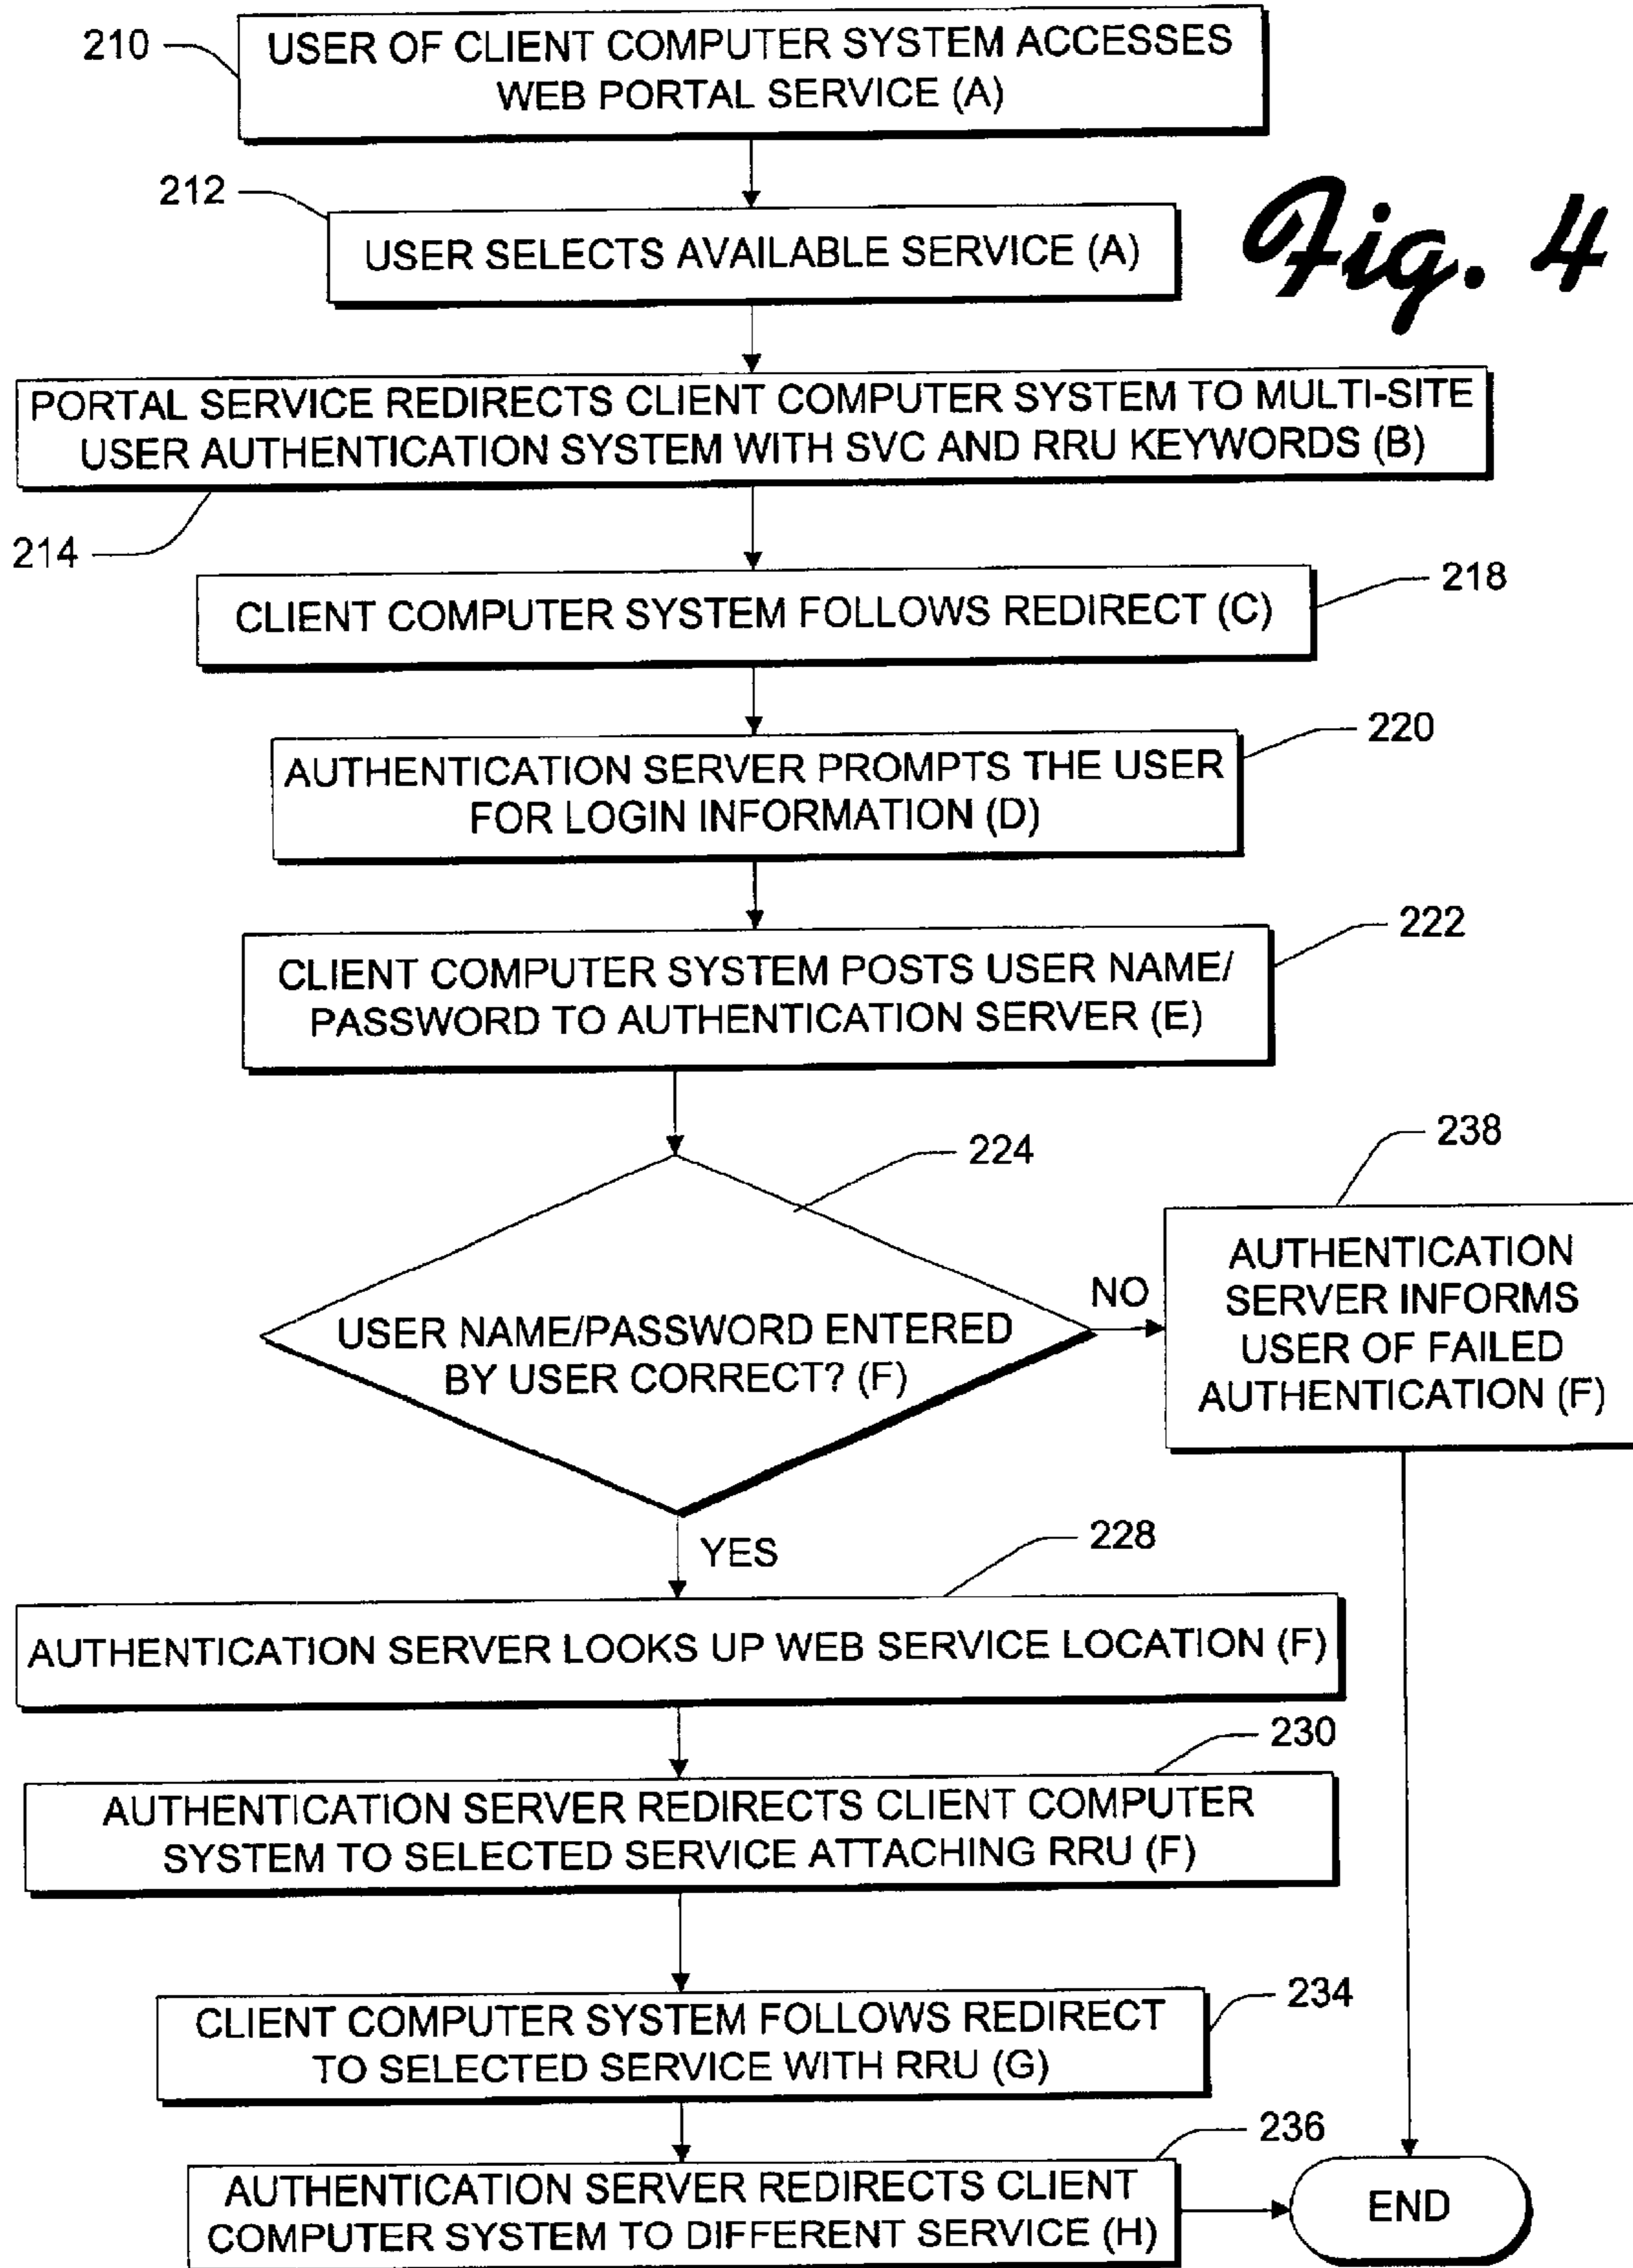 210
USER OF CLIENT COMPUTER SYSTEM ACCESSES
WEB PORTAL SERVICE (A)
212
USER SELECTS AVAILABLE SERVICE (A)
Fig. 4
PORTAL SERVICE REDIRECTS CLIENT COMPUTER SYSTEM TO MULTI-SITE
USER AUTHENTICATION SYSTEM WITH SVC AND RRU KEYWORDS (B)
214
218
CLIENT COMPUTER SYSTEM FOLLOWS REDIRECT (C)
220
AUTHENTICATION SERVER PROMPTS THE USER
FOR LOGIN INFORMATION (D)
222
CLIENT COMPUTER SYSTEM POSTS USER NAME/
PASSWORD TO AUTHENTICATION SERVER (E)
224
USER NAME/PASSWORD ENTERED
BY USER CORRECT? (F)
NO
238
AUTHENTICATION
SERVER INFORMS
USER OF FAILED
AUTHENTICATION (F)
YES
228
AUTHENTICATION SERVER LOOKS UP WEB SERVICE LOCATION (F)
230
AUTHENTICATION SERVER REDIRECTS CLIENT COMPUTER
SYSTEM TO SELECTED SERVICE ATTACHING RRU (F)
234
CLIENT COMPUTER SYSTEM FOLLOWS REDIRECT
TO SELECTED SERVICE WITH RRU (G)
236
AUTHENTICATION SERVER REDIRECTS CLIENT
COMPUTER SYSTEM TO DIFFERENT SERVICE (H)
END